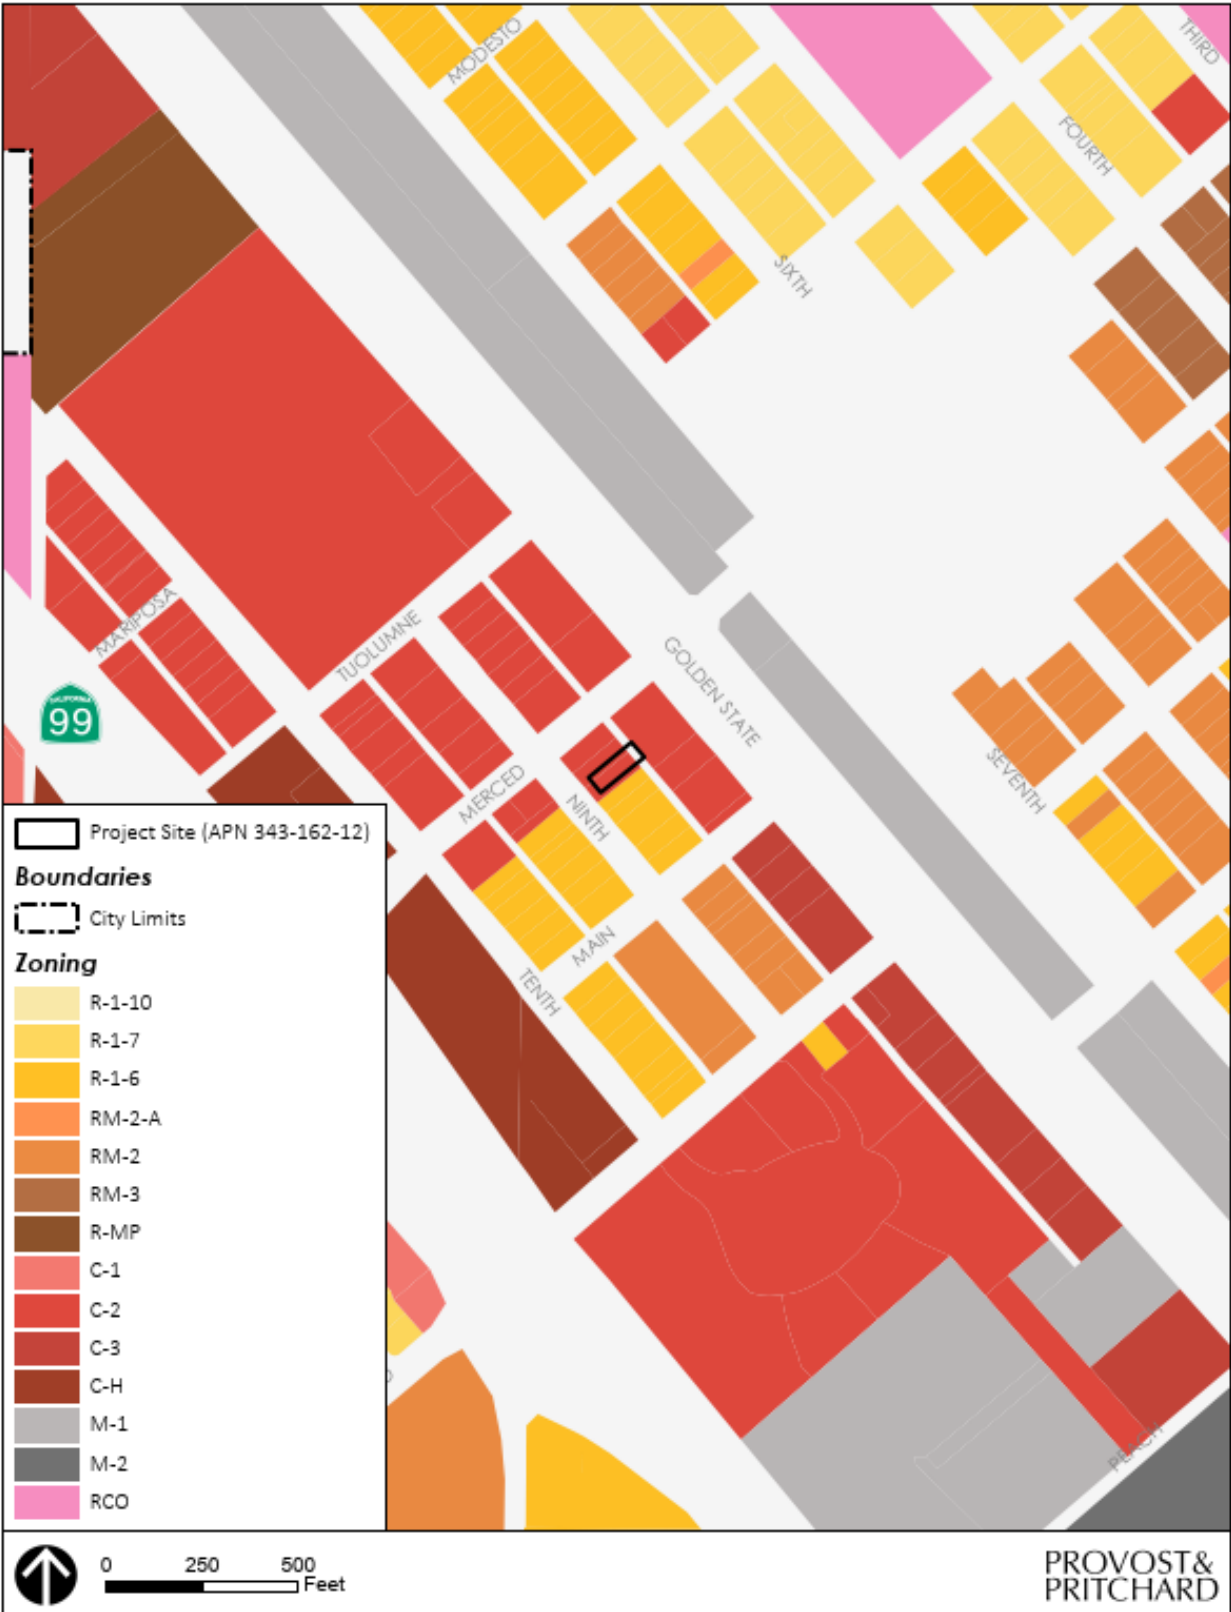 MODESTO
THIRD
FOURTH
SIXTH
MARIPOSA
TUOLUMNE
GOLDEN STATE
CALIFORNIA
99
MERCED
NINTH
SEVENTH
MAIN
TENTH
PEACH
Project Site (APN 343-162-12)
Boundaries
City Limits
Zoning
R-1-10
R-1-7
R-1-6
RM-2-A
RM-2
RM-3
R-MP
C-1
C-2
C-3
C-H
M-1
M-2
RCO
0 250 500
Feet
PROVOST&
PRITCHARD